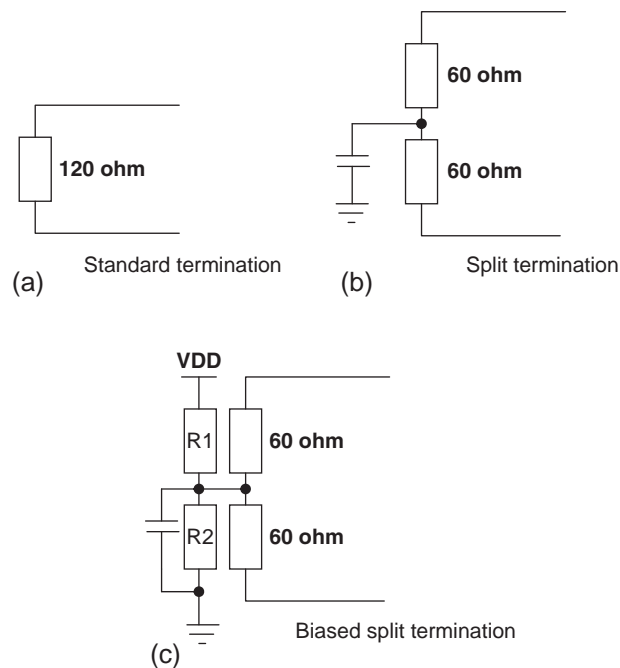 60 ohm
120 ohm
60 ohm
Standard termination
Split termination
(a)
(b)
VDD
R1
60 ohm
R2
60 ohm
Biased split termination
(c)